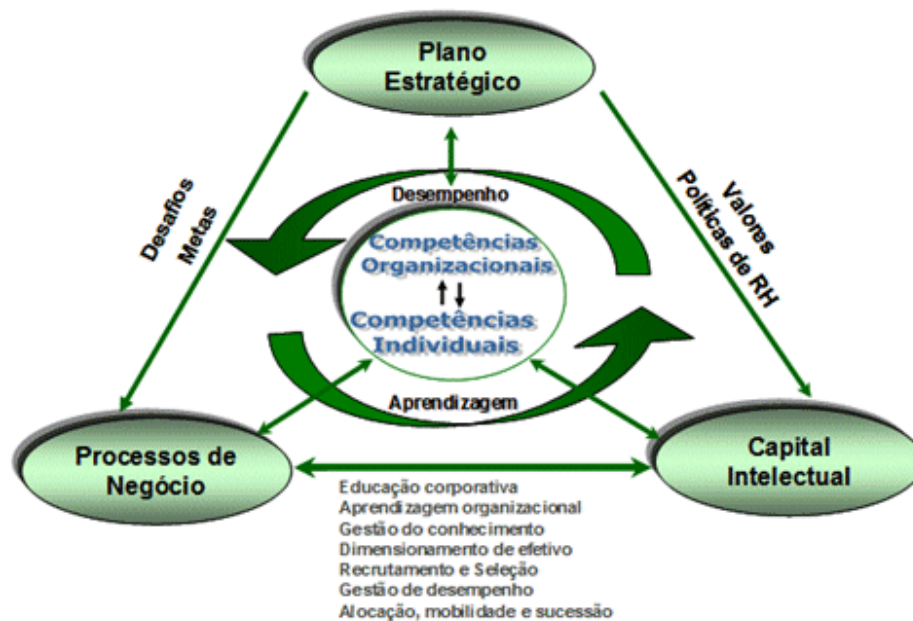 Plano
Estratégico
Desafios
Metas
Valores
Políticas de RH
Desempenho
Competências
Organizacionais
Competências
Individuais
Aprendizagem
Processos de
Negócio
Capital
Intelectual
Educação corporativa
Aprendizagem organizacional
Gestão do conhecimento
Dimensionamento de efetivo
Recrutamento e Seleção
Gestão de desempenho
Alocação, mobilidade e sucessão